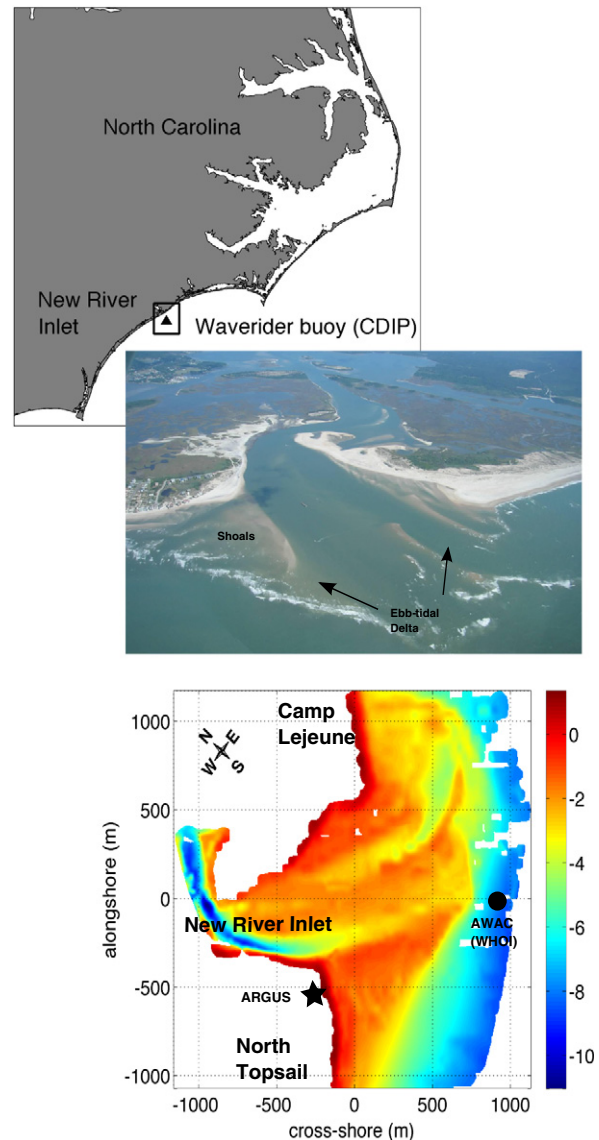 North Carolina
New River
Inlet
Waverider buoy (CDIP)
Shoals
Ebb-tidal
Delta
1000
500
0
-500
-1000
alongshore (m)
Camp
Lejeune
N
E
W
S
New River Inlet
AWAC
(WHOI)
ARGUS
North
Topsail
-1000
-500
0
500
1000
cross-shore (m)
0
-2
-4
-6
-8
-10